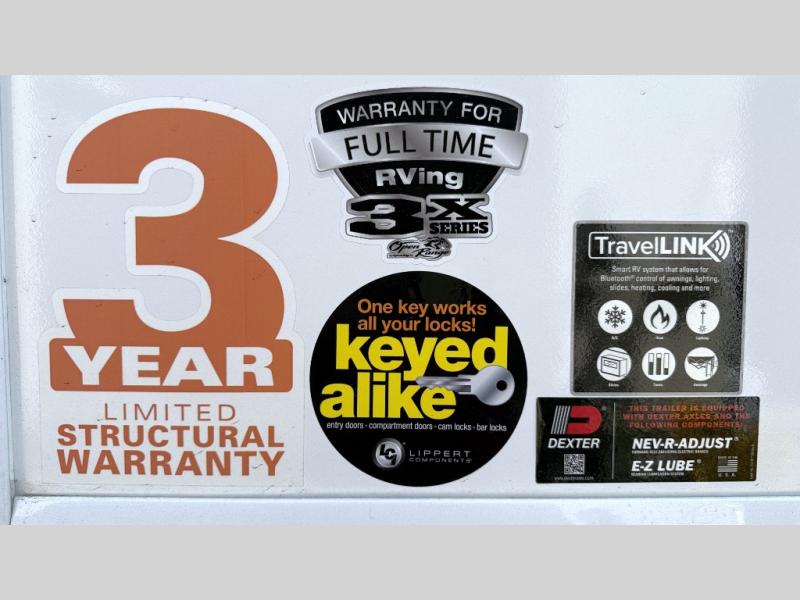 3
YEAR
LIMITED
STRUCTURAL
WARRANTY
WARRANTY FOR
FULL TIME
RVing
3X
SERIES
Open
Range
One key works
all your locks!
keyed
alike
entry doors • compartment doors • cam locks • bar locks
LCI
LIPPERT
COMPONENTS
TravelLINK
Smart RV system that allows for
Bluetooth® control of awnings, lighting,
slides, heating, cooling and more
THIS TRAILER IS EQUIPPED
WITH DEXTER AXLES AND THE
FOLLOWING COMPONENTS:
DEXTER
NEV-R-ADJUST®
E-Z LUBE®
U.S.A.